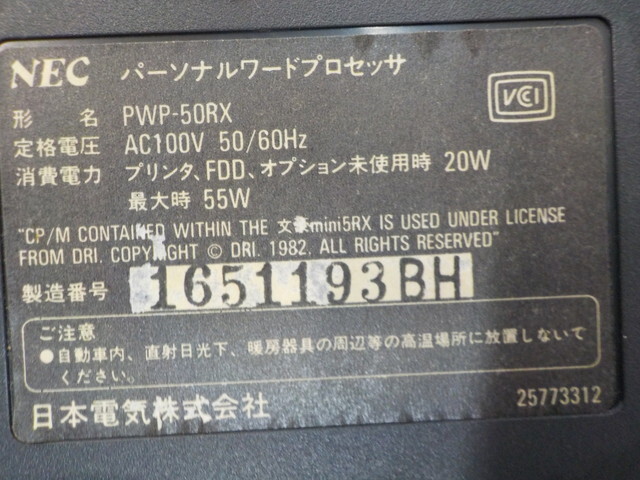 NEC パーソナルワードプロセッサ
VCCI
形 名 PWP-50RX
定格電圧 AC100V 50/60Hz
消費電力 プリンタ、FDD、オプション未使用時 20W
最大時 55W
"CP/M CONTAINED WITHIN THE 文豪mini5RX IS USED UNDER LICENSE
FROM DRI. COPYRIGHT © DRI. 1982. ALL RIGHTS RESERVED"
製造番号 1651193BH
ご注意
●自動車内、直射日光下、暖房器具の周辺等の高温場所に放置しないで
ください。
日本電気株式会社 25773312